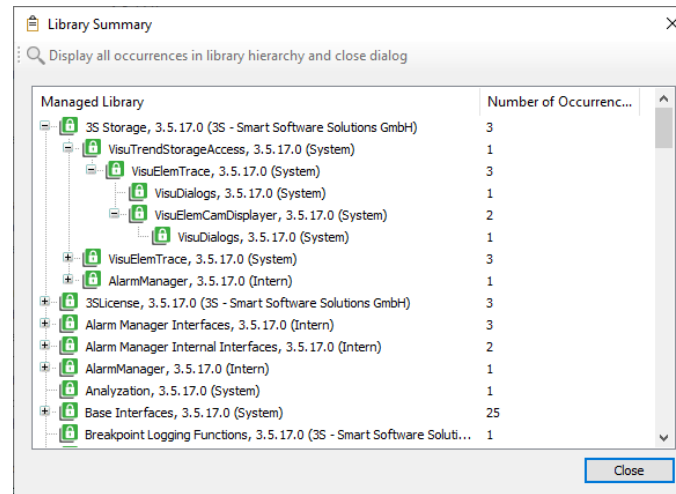 Library Summary
Display all occurrences in library hierarchy and close dialog
Managed Library Number of Occurrenc...
3S Storage, 3.5.17.0 (3S - Smart Software Solutions GmbH) 3
VisuTrendStorageAccess, 3.5.17.0 (System) 1
VisuElemTrace, 3.5.17.0 (System) 3
VisuDialogs, 3.5.17.0 (System) 1
VisuElemCamDisplayer, 3.5.17.0 (System) 2
VisuDialogs, 3.5.17.0 (System) 1
VisuElemTrace, 3.5.17.0 (System) 3
AlarmManager, 3.5.17.0 (Intern) 1
3SLicense, 3.5.17.0 (3S - Smart Software Solutions GmbH) 3
Alarm Manager Interfaces, 3.5.17.0 (Intern) 3
Alarm Manager Internal Interfaces, 3.5.17.0 (Intern) 2
AlarmManager, 3.5.17.0 (Intern) 1
Analyzation, 3.5.17.0 (System) 1
Base Interfaces, 3.5.17.0 (System) 25
Breakpoint Logging Functions, 3.5.17.0 (3S - Smart Software Soluti... 1
Close